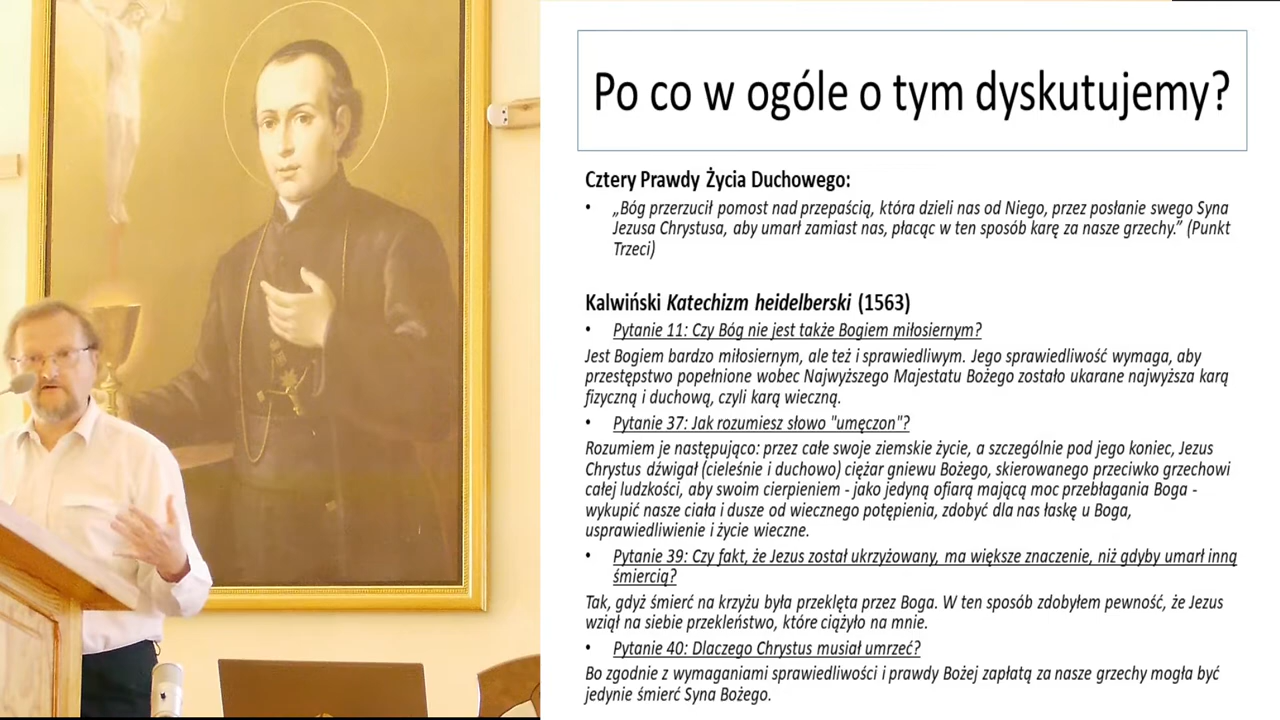 Po co w ogóle o tym dyskutujemy?
Cztery Prawdy Życia Duchowego:
• „Bóg przerzucił pomost nad przepaścią, która dzieli nas od Niego, przez posłanie swego Syna
Jezusa Chrystusa, aby umarł zamiast nas, płacąc w ten sposób karę za nasze grzechy.” (Punkt
Trzeci)
Kalwiński Katechizm heidelberski (1563)
• Pytanie 11: Czy Bóg nie jest także Bogiem miłosiernym?
Jest Bogiem bardzo miłosiernym, ale też i sprawiedliwym. Jego sprawiedliwość wymaga, aby
przestępstwo popełnione wobec Najwyższego Majestatu Bożego zostało ukarane najwyższa karą
fizyczną i duchową, czyli karą wieczną.
• Pytanie 37: Jak rozumiesz słowo "umęczon"?
Rozumiem je następująco: przez całe swoje ziemskie życie, a szczególnie pod jego koniec, Jezus
Chrystus dźwigał (cieleśnie i duchowo) ciężar gniewu Bożego, skierowanego przeciwko grzechowi
całej ludzkości, aby swoim cierpieniem - jako jedyną ofiarą mającą moc przebłagania Boga -
wykupić nasze ciała i dusze od wiecznego potępienia, zdobyć dla nas łaskę u Boga,
usprawiedliwienie i życie wieczne.
• Pytanie 39: Czy fakt, że Jezus został ukrzyżowany, ma większe znaczenie, niż gdyby umarł inną
śmiercią?
Tak, gdyż śmierć na krzyżu była przeklęta przez Boga. W ten sposób zdobyłem pewność, że Jezus
wziął na siebie przekleństwo, które ciążyło na mnie.
• Pytanie 40: Dlaczego Chrystus musiał umrzeć?
Bo zgodnie z wymaganiami sprawiedliwości i prawdy Bożej zapłatą za nasze grzechy mogła być
jedynie śmierć Syna Bożego.